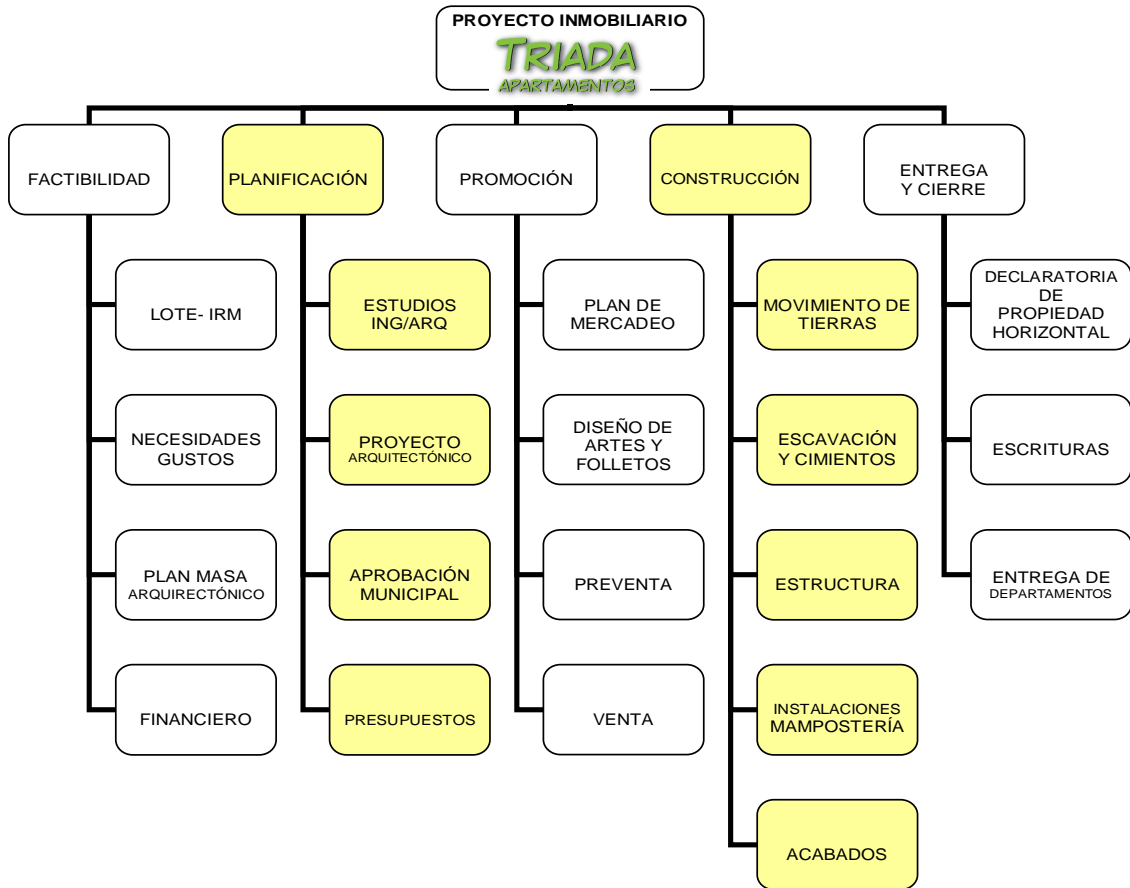 PROYECTO INMOBILIARIO
TRIADA
APARTAMENTOS
FACTIBILIDAD
PLANIFICACIÓN
PROMOCIÓN
CONSTRUCCIÓN
ENTREGA
Y CIERRE
LOTE- IRM
NECESIDADES
GUSTOS
PLAN MASA
ARQUIRECTÓNICO
FINANCIERO
ESTUDIOS
ING/ARQ
PROYECTO
ARQUITECTÓNICO
APROBACIÓN
MUNICIPAL
PRESUPUESTOS
PLAN DE
MERCADEO
DISEÑO DE
ARTES Y
FOLLETOS
PREVENTA
VENTA
MOVIMIENTO DE
TIERRAS
ESCAVACIÓN
Y CIMIENTOS
ESTRUCTURA
INSTALACIONES
MAMPOSTERÍA
ACABADOS
DECLARATORIA
DE
PROPIEDAD
HORIZONTAL
ESCRITURAS
ENTREGA DE
DEPARTAMENTOS